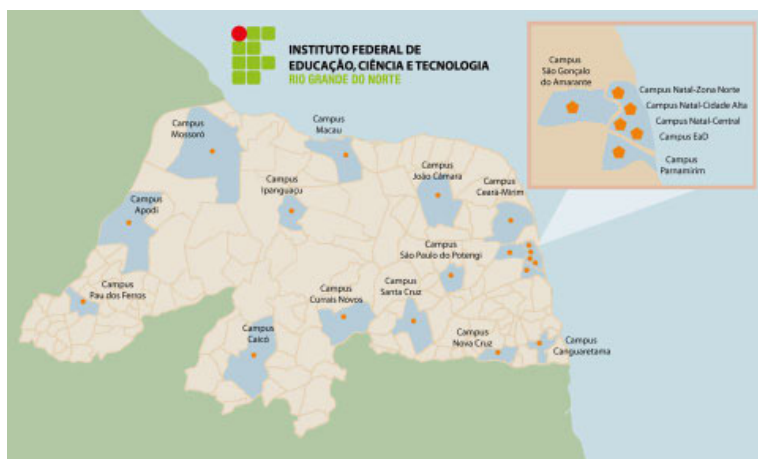 INSTITUTO FEDERAL DE
EDUCAÇÃO, CIÊNCIA E TECNOLOGIA
RIO GRANDE DO NORTE
Campus
São Gonçalo
do Amarante
Campus Natal-Zona Norte
Campus Natal-Cidade Alta
Campus Natal-Central
Campus EaD
Campus
Parnamirim
Campus
Mossoró
Campus
Macau
Campus
João Câmara
Campus
Ceará-Mirim
Campus
Ipanguaçu
Campus
Apodi
Campus
São Paulo do Potengi
Campus
Pau dos Ferros
Campus
Currais Novos
Campus
Santa Cruz
Campus
Caicó
Campus
Nova Cruz
Campus
Canguaretama